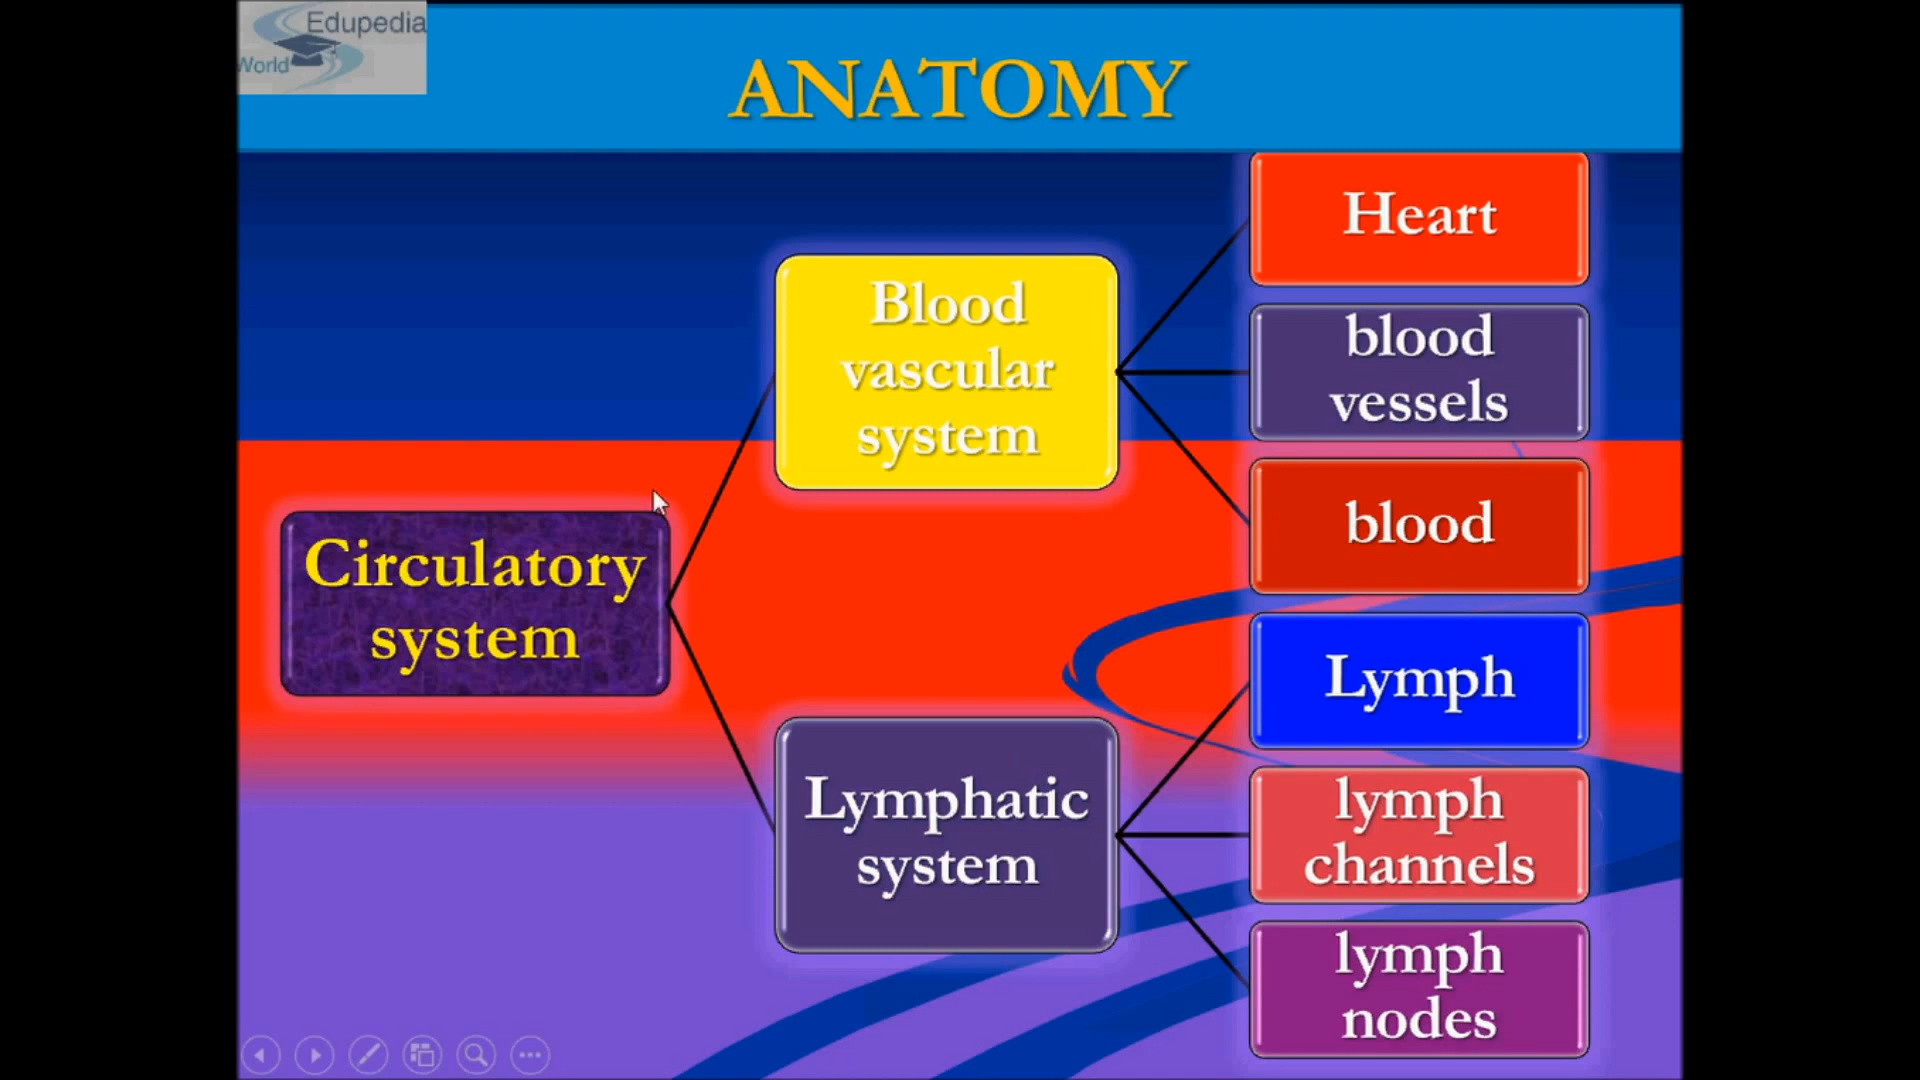 Edupedia
World
ANATOMY
Heart
Blood
vascular
system
blood
vessels
blood
Circulatory
system
Lymph
Lymphatic
system
lymph
channels
lymph
nodes